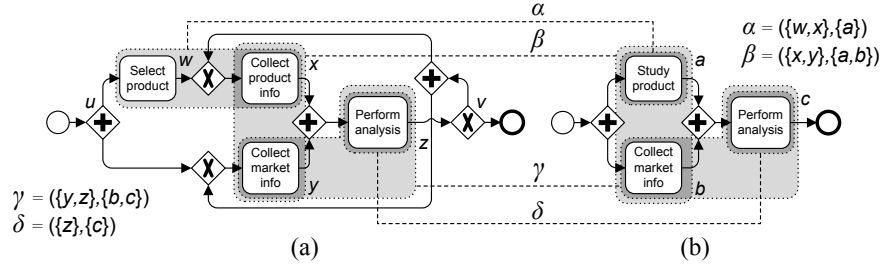 α
β
α = ({w,x},{a})
β = ({x,y},{a,b})
Select
product
w
Collect
product
info
x
u
Perform
analysis
v
z
Collect
market
info
y
Study
product
a
Perform
analysis
c
Collect
market
info
b
γ
δ
γ = ({y,z},{b,c})
δ = ({z},{c})
(a)
(b)